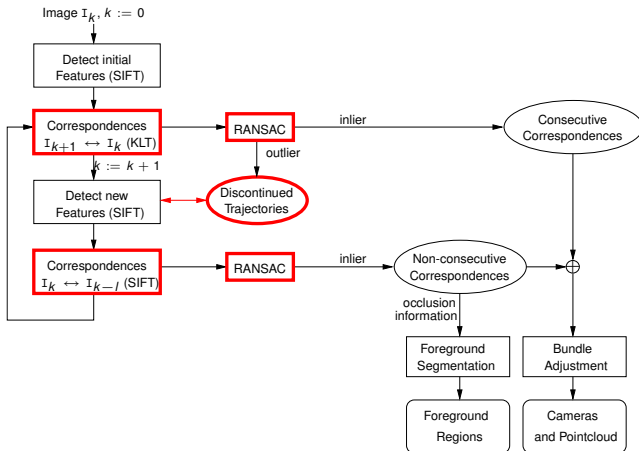 Image I_k, k := 0
Detect initial
Features (SIFT)
Correspondences
I_{k+1} ↔ I_k (KLT)
RANSAC
inlier
Consecutive
Correspondences
outlier
k := k + 1
Detect new
Features (SIFT)
Discontinued
Trajectories
Correspondences
I_k ↔ I_{k−l} (SIFT)
RANSAC
inlier
Non-consecutive
Correspondences
occlusion
information
Foreground
Segmentation
Bundle
Adjustment
Foreground
Regions
Cameras
and Pointcloud